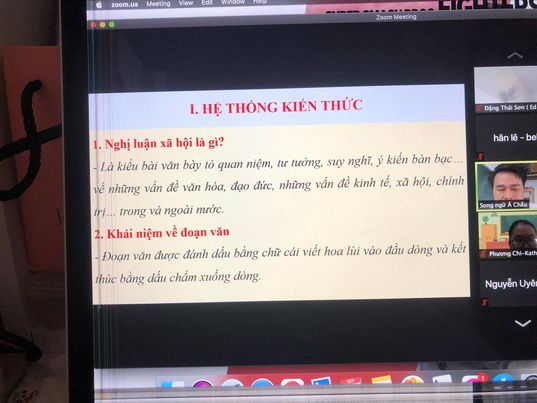 zoom.us Meeting View Edit Window Help
Zoom Meeting
I. HỆ THỐNG KIẾN THỨC
1. Nghị luận xã hội là gì?
- Là kiểu bài văn bày tỏ quan niệm, tư tưởng, suy nghĩ, ý kiến bàn bạc…
về những vấn đề văn hóa, đạo đức, những vấn đề kinh tế, xã hội, chính
trị… trong và ngoài nước.
2. Khái niệm về đoạn văn
- Đoạn văn được đánh dấu bằng chữ cái viết hoa lùi vào đầu dòng và kết
thúc bằng dấu chấm xuống dòng.
Đặng Thái Sơn ( Ed
hân lê - be
Song ngữ Á Châu
Phương Chi-Kath
Nguyễn Uyên